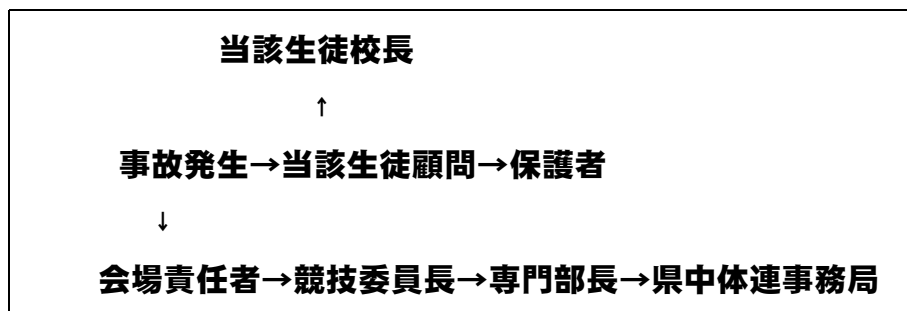 当該生徒校長
↑
事故発生→当該生徒顧問→保護者
↓
会場責任者→競技委員長→専門部長→県中体連事務局